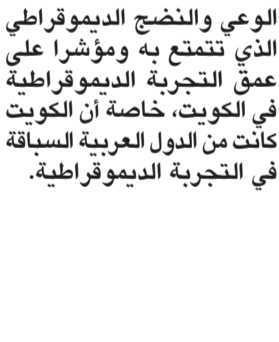 الوعي والنضج الديموقراطي
الذي تتمتع به ومؤشرا على
عمق التجربة الديموقراطية
في الكويت، خاصة أن الكويت
كانت من الدول العربية السباقة
في التجربة الديموقراطية.